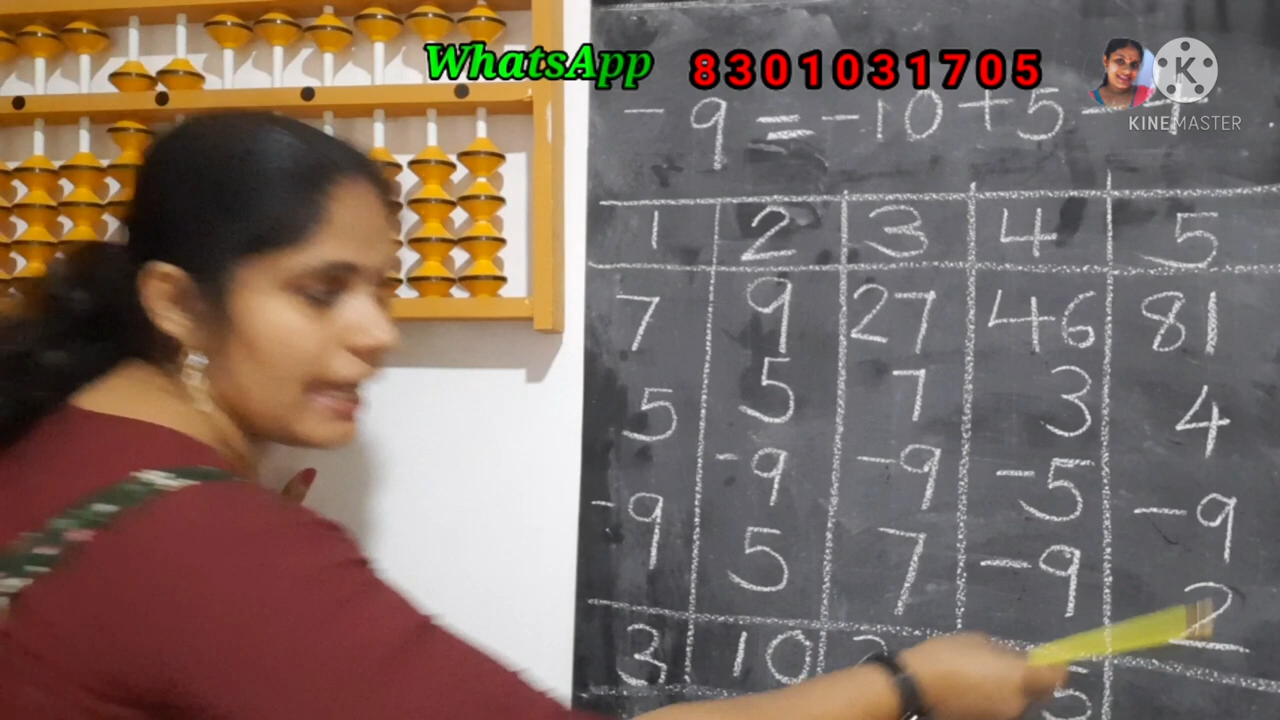 WhatsApp 8301031705
KINEMASTER
- 9 = -10+5-
1 2 3 4 5
7 9 27 46 81
5 5 7 3 4
-9 -9 -9 -5 -9
5 7 -9 2
3 10
5